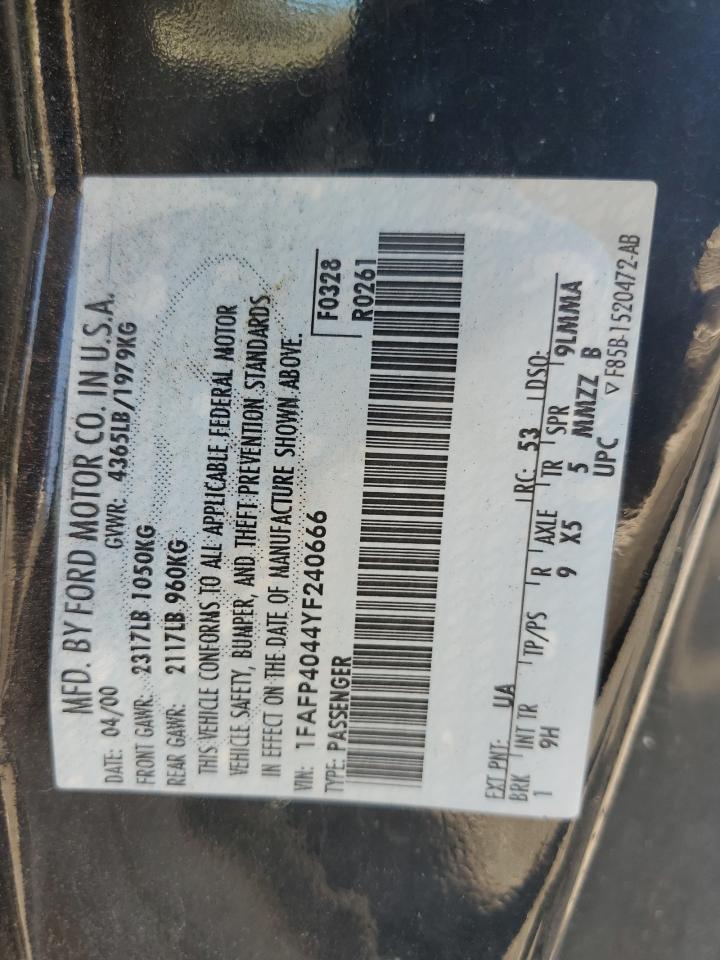 MFD. BY FORD MOTOR CO. IN U.S.A.
DATE: 04/00 GVWR: 4365LB/1979KG
FRONT GAWR: 2317LB 1050KG
REAR GAWR: 2117LB 960KG
THIS VEHICLE CONFORMS TO ALL APPLICABLE FEDERAL MOTOR
VEHICLE SAFETY, BUMPER, AND THEFT PREVENTION STANDARDS
IN EFFECT ON THE DATE OF MANUFACTURE SHOWN ABOVE.
VIN: 1FAFP4044YF240666 F0328
TYPE: PASSENGER R0261
EXT PNT: UA RC: 53 DSO:
BRK INT TR TP/PS R AXLE TR SPR 9LMMA
1 9H 9 X5 5 MMZZ B
UPC ▽F85B-1520472-AB